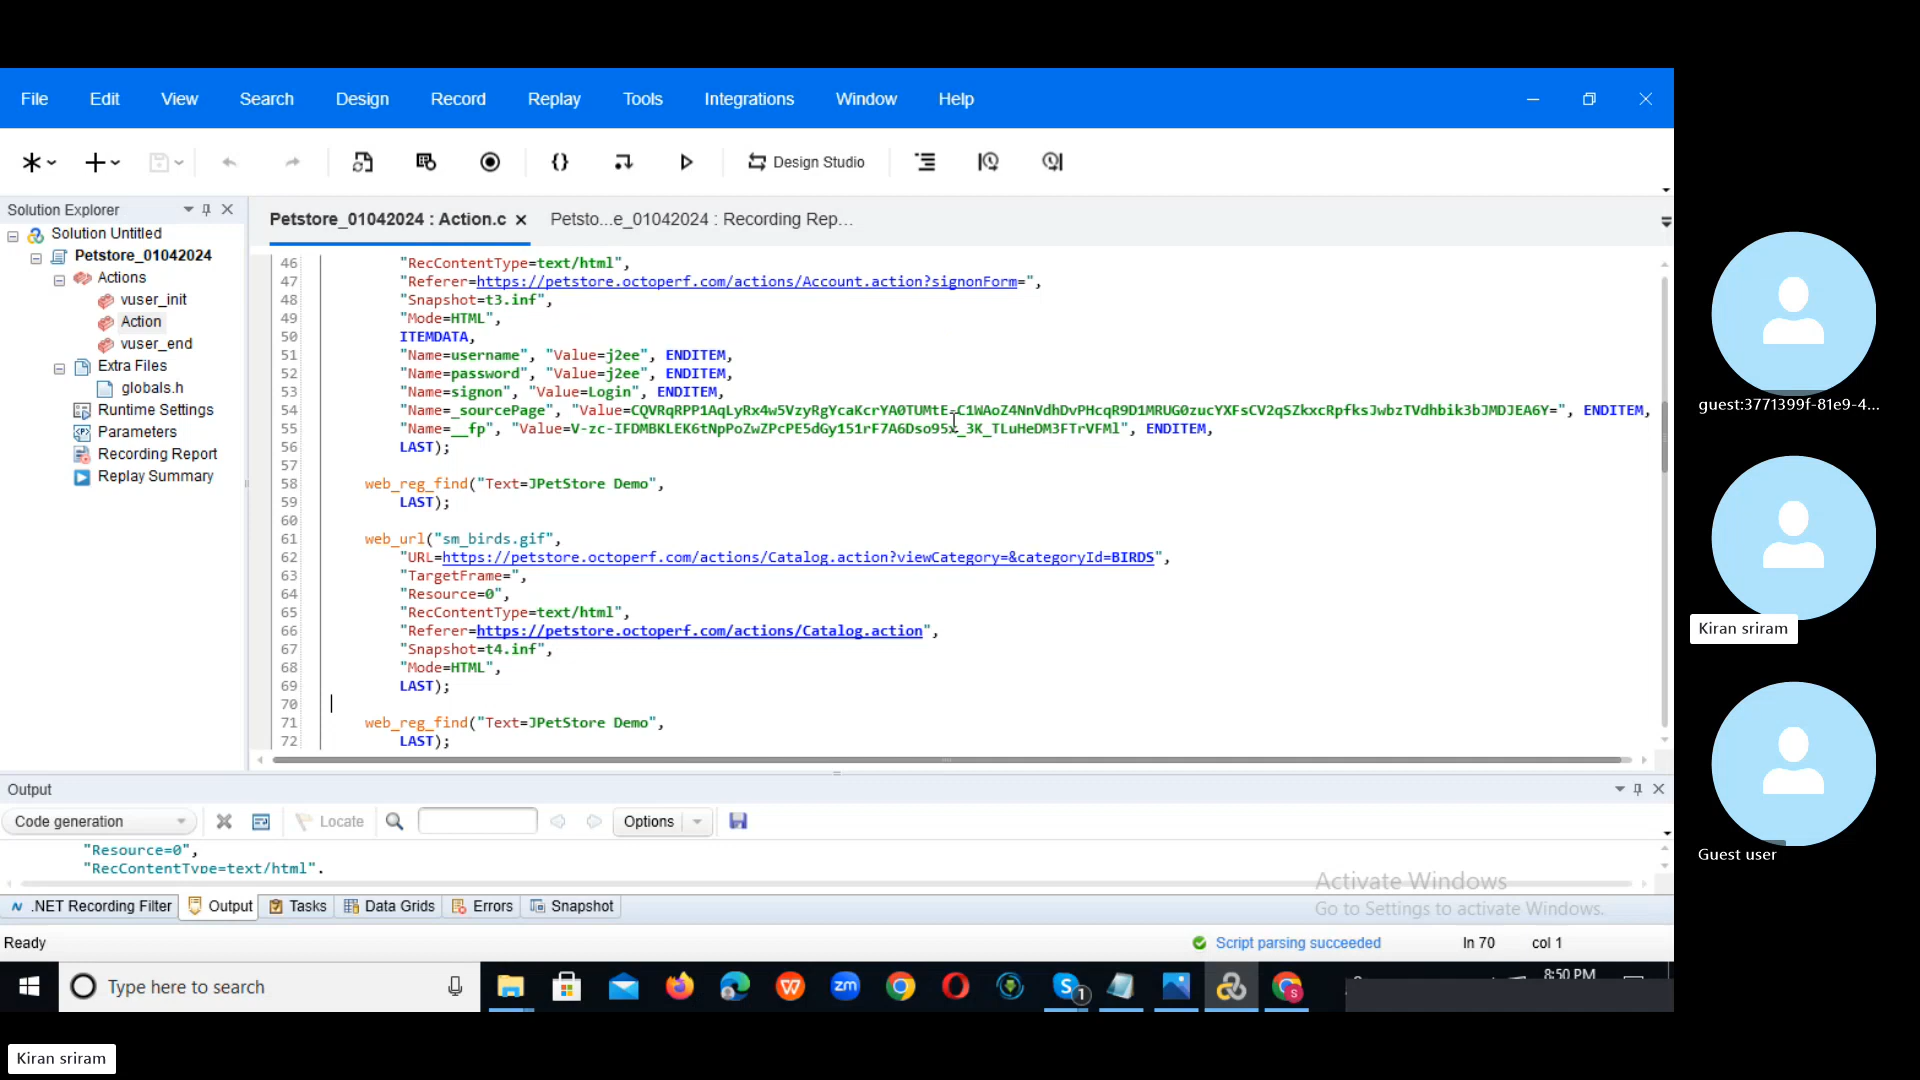 File Edit View Search Design Record Replay Tools Integrations Window Help
Design Studio
Solution Explorer
Petstore_01042024 : Action.c
Petsto...e_01042024 : Recording Rep...
Solution Untitled
Petstore_01042024
Actions
vuser_init
Action
vuser_end
Extra Files
globals.h
Runtime Settings
Parameters
Recording Report
Replay Summary
46 "RecContentType=text/html",
47 "Referer=https://petstore.octoperf.com/actions/Account.action?signonForm=",
48 "Snapshot=t3.inf",
49 "Mode=HTML",
50 ITEMDATA,
51 "Name=username", "Value=j2ee", ENDITEM,
52 "Name=password", "Value=j2ee", ENDITEM,
53 "Name=signon", "Value=Login", ENDITEM,
54 "Name=_sourcePage", ENDITEM,
55 "Name=__fp", ENDITEM,
56 LAST);
57
58 web_reg_find("Text=JPetStore Demo",
59 LAST);
60
61 web_url("sm_birds.gif",
62 "URL=https://petstore.octoperf.com/actions/Catalog.action?viewCategory=&categoryId=BIRDS",
63 "TargetFrame=",
64 "Resource=0",
65 "RecContentType=text/html",
66 "Referer=https://petstore.octoperf.com/actions/Catalog.action",
67 "Snapshot=t4.inf",
68 "Mode=HTML",
69 LAST);
70
71 web_reg_find("Text=JPetStore Demo",
72 LAST);
Output
Code generation
Locate
Options
"Resource=0",
"RecContentType=text/html".
Activate Windows
Go to Settings to activate Windows.
.NET Recording Filter Output Tasks Data Grids Errors Snapshot
Ready
Script parsing succeeded
ln 70
col 1
Type here to search
zm
S
1
S
8:50 PM
guest:3771399f-81e9-4...
Kiran sriram
Guest user
Kiran sriram